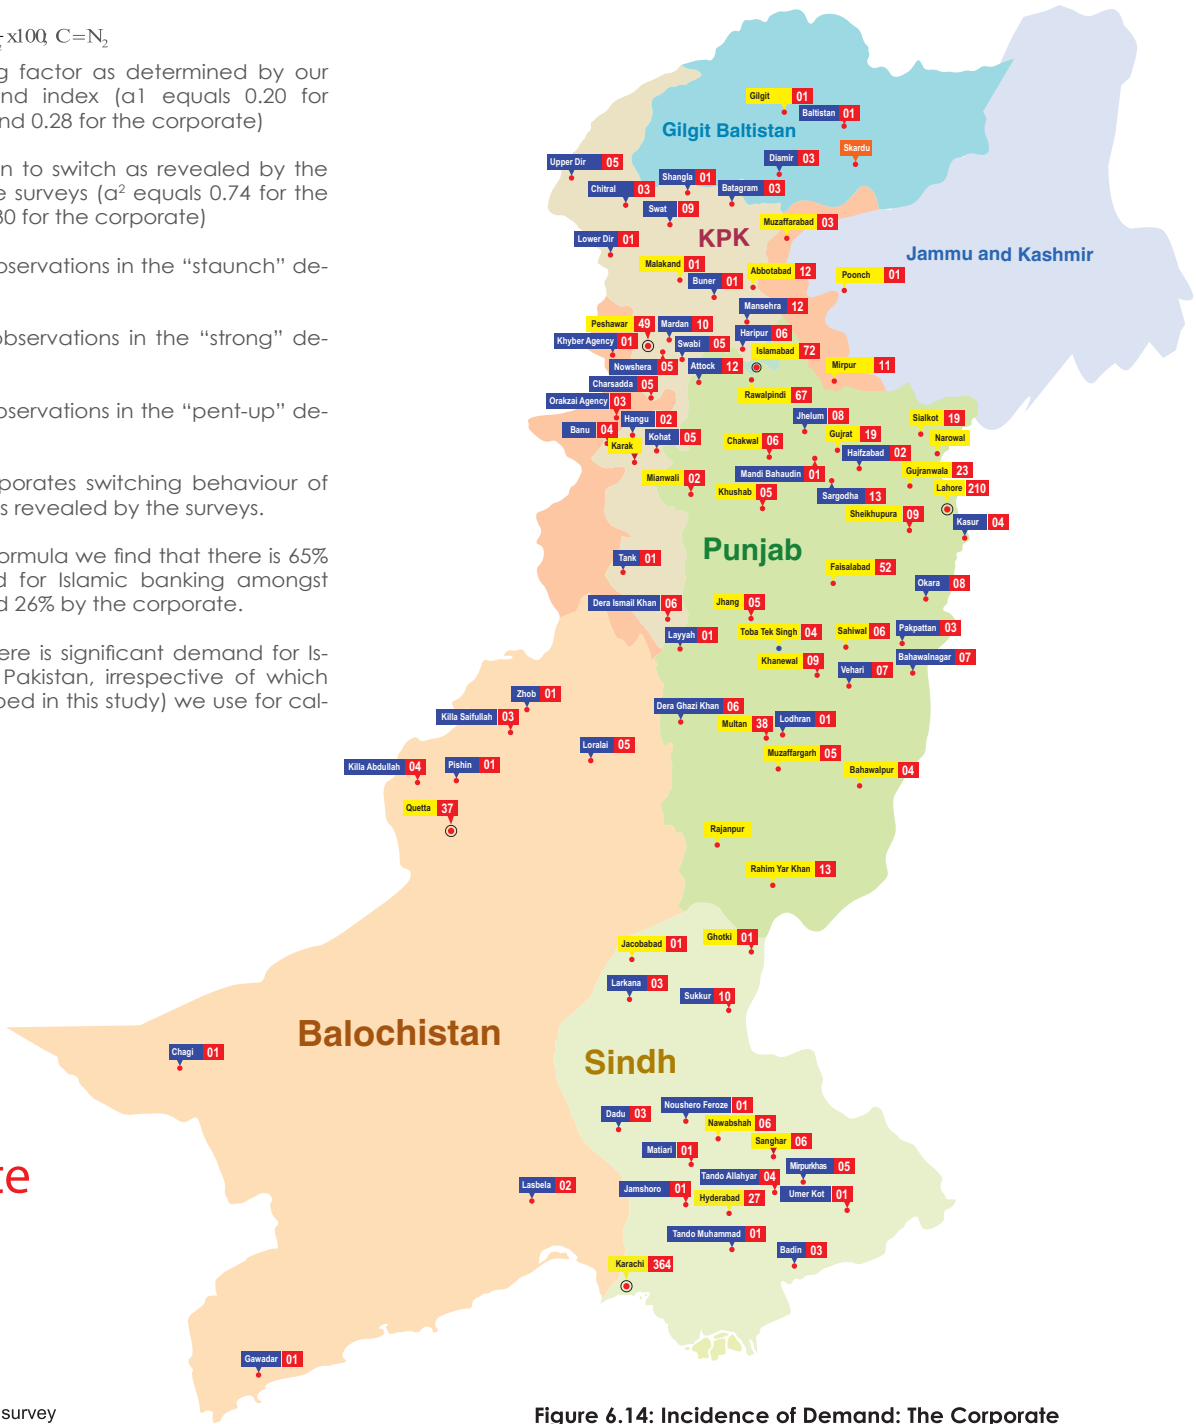 x100, C=N₂
g factor as determined by our
nd index (α1 equals 0.20 for
nd 0.28 for the corporate)
n to switch as revealed by the
e surveys (α² equals 0.74 for the
80 for the corporate)
bservations in the “staunch” de-
observations in the “strong” de-
bservations in the “pent-up” de-
porates switching behaviour of
s revealed by the surveys.
ormula we find that there is 65%
d for Islamic banking amongst
d 26% by the corporate.
ere is significant demand for Is-
Pakistan, irrespective of which
bed in this study) we use for cal-
te
survey
Gilgit 01
Baltistan 01
Gilgit Baltistan
Skardu
Upper Dir 05
Diamir 03
Shangla 01
Chitral 03
Batagram 03
Swat 09
Muzaffarabad 03
KPK
Lower Dir 01
Jammu and Kashmir
Malakand 01
Abbotabad 12
Poonch 01
Buner 01
Mansehra 12
Peshawar 49
Mardan 10
Haripur 06
Khyber Agency 01
Swabi 05
Islamabad 72
Nowshera 05
Attock 12
Mirpur 11
Charsadda 05
Rawalpindi 67
Orakzai Agency 03
Hangu 02
Jhelum 08
Sialkot 19
Banu 04
Kohat 05
Gujrat 19
Narowal
Karak
Chakwal 06
Haifzabad 02
Mianwali 02
Mandi Bahaudin 01
Gujranwala 23
Khushab 05
Sargodha 13
Lahore 210
Sheikhupura 09
Kasur 04
Punjab
Tank 01
Faisalabad 52
Okara 08
Dera Ismail Khan 06
Jhang 05
Layyah 01
Toba Tek Singh 04
Sahiwal 06
Pakpattan 03
Khanewal 09
Vehari 07
Bahawalnagar 07
Zhob 01
Dera Ghazi Khan 06
Killa Saifullah 03
Multan 38
Lodhran 01
Loralai 05
Muzaffargarh 05
Killa Abdullah 04
Pishin 01
Bahawalpur 04
Quetta 37
Rajanpur
Rahim Yar Khan 13
Jacobabad 01
Ghotki 01
Larkana 03
Sukkur 10
Balochistan
Chagi 01
Sindh
Dadu 03
Noushero Feroze 01
Nawabshah 06
Sanghar 06
Matiari 01
Mirpurkhas 05
Tando Allahyar 04
Lasbela 02
Jamshoro 01
Hyderabad 27
Umer Kot 01
Tando Muhammad 01
Badin 03
Karachi 364
Gawadar 01
Figure 6.14: Incidence of Demand: The Corporate